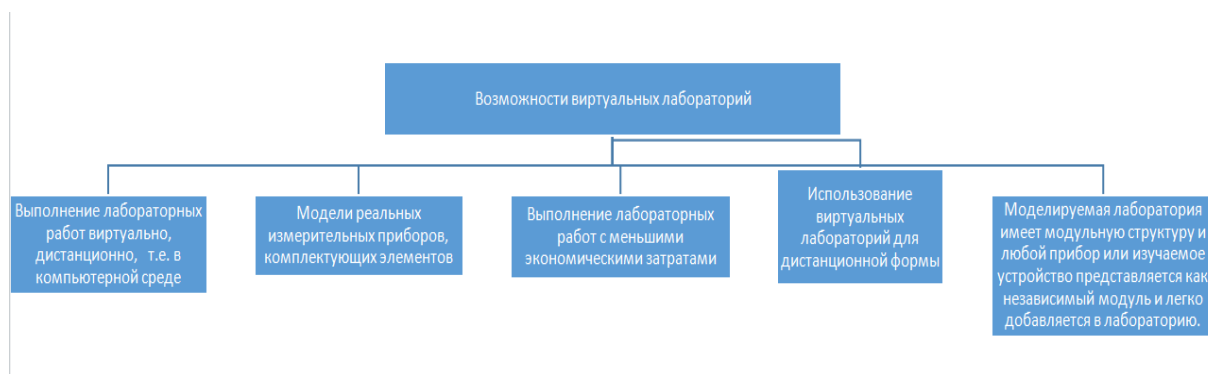 Возможности виртуальных лабораторий
Выполнение лабораторных
работ виртуально,
дистанционно, т.е. в
компьютерной среде
Модели реальных
измерительных приборов,
комплектующих элементов
Выполнение лабораторных
работ с меньшими
экономическими затратами
Использование
виртуальных
лабораторий для
дистанционной формы
Моделируемая лаборатория
имеет модульную структуру и
любой прибор или изучаемое
устройство представляется как
независимый модуль и легко
добавляется в лабораторию.